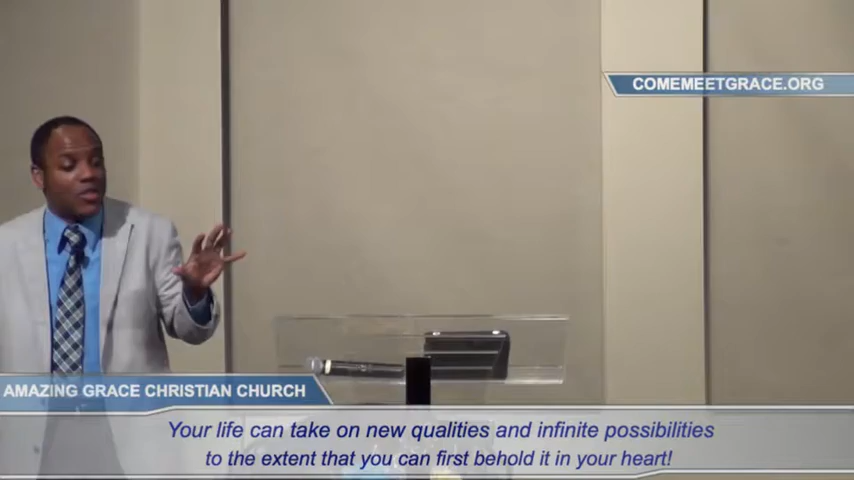 COMEMEETGRACE.ORG
AMAZING GRACE CHRISTIAN CHURCH
Your life can take on new qualities and infinite possibilities
to the extent that you can first behold it in your heart!